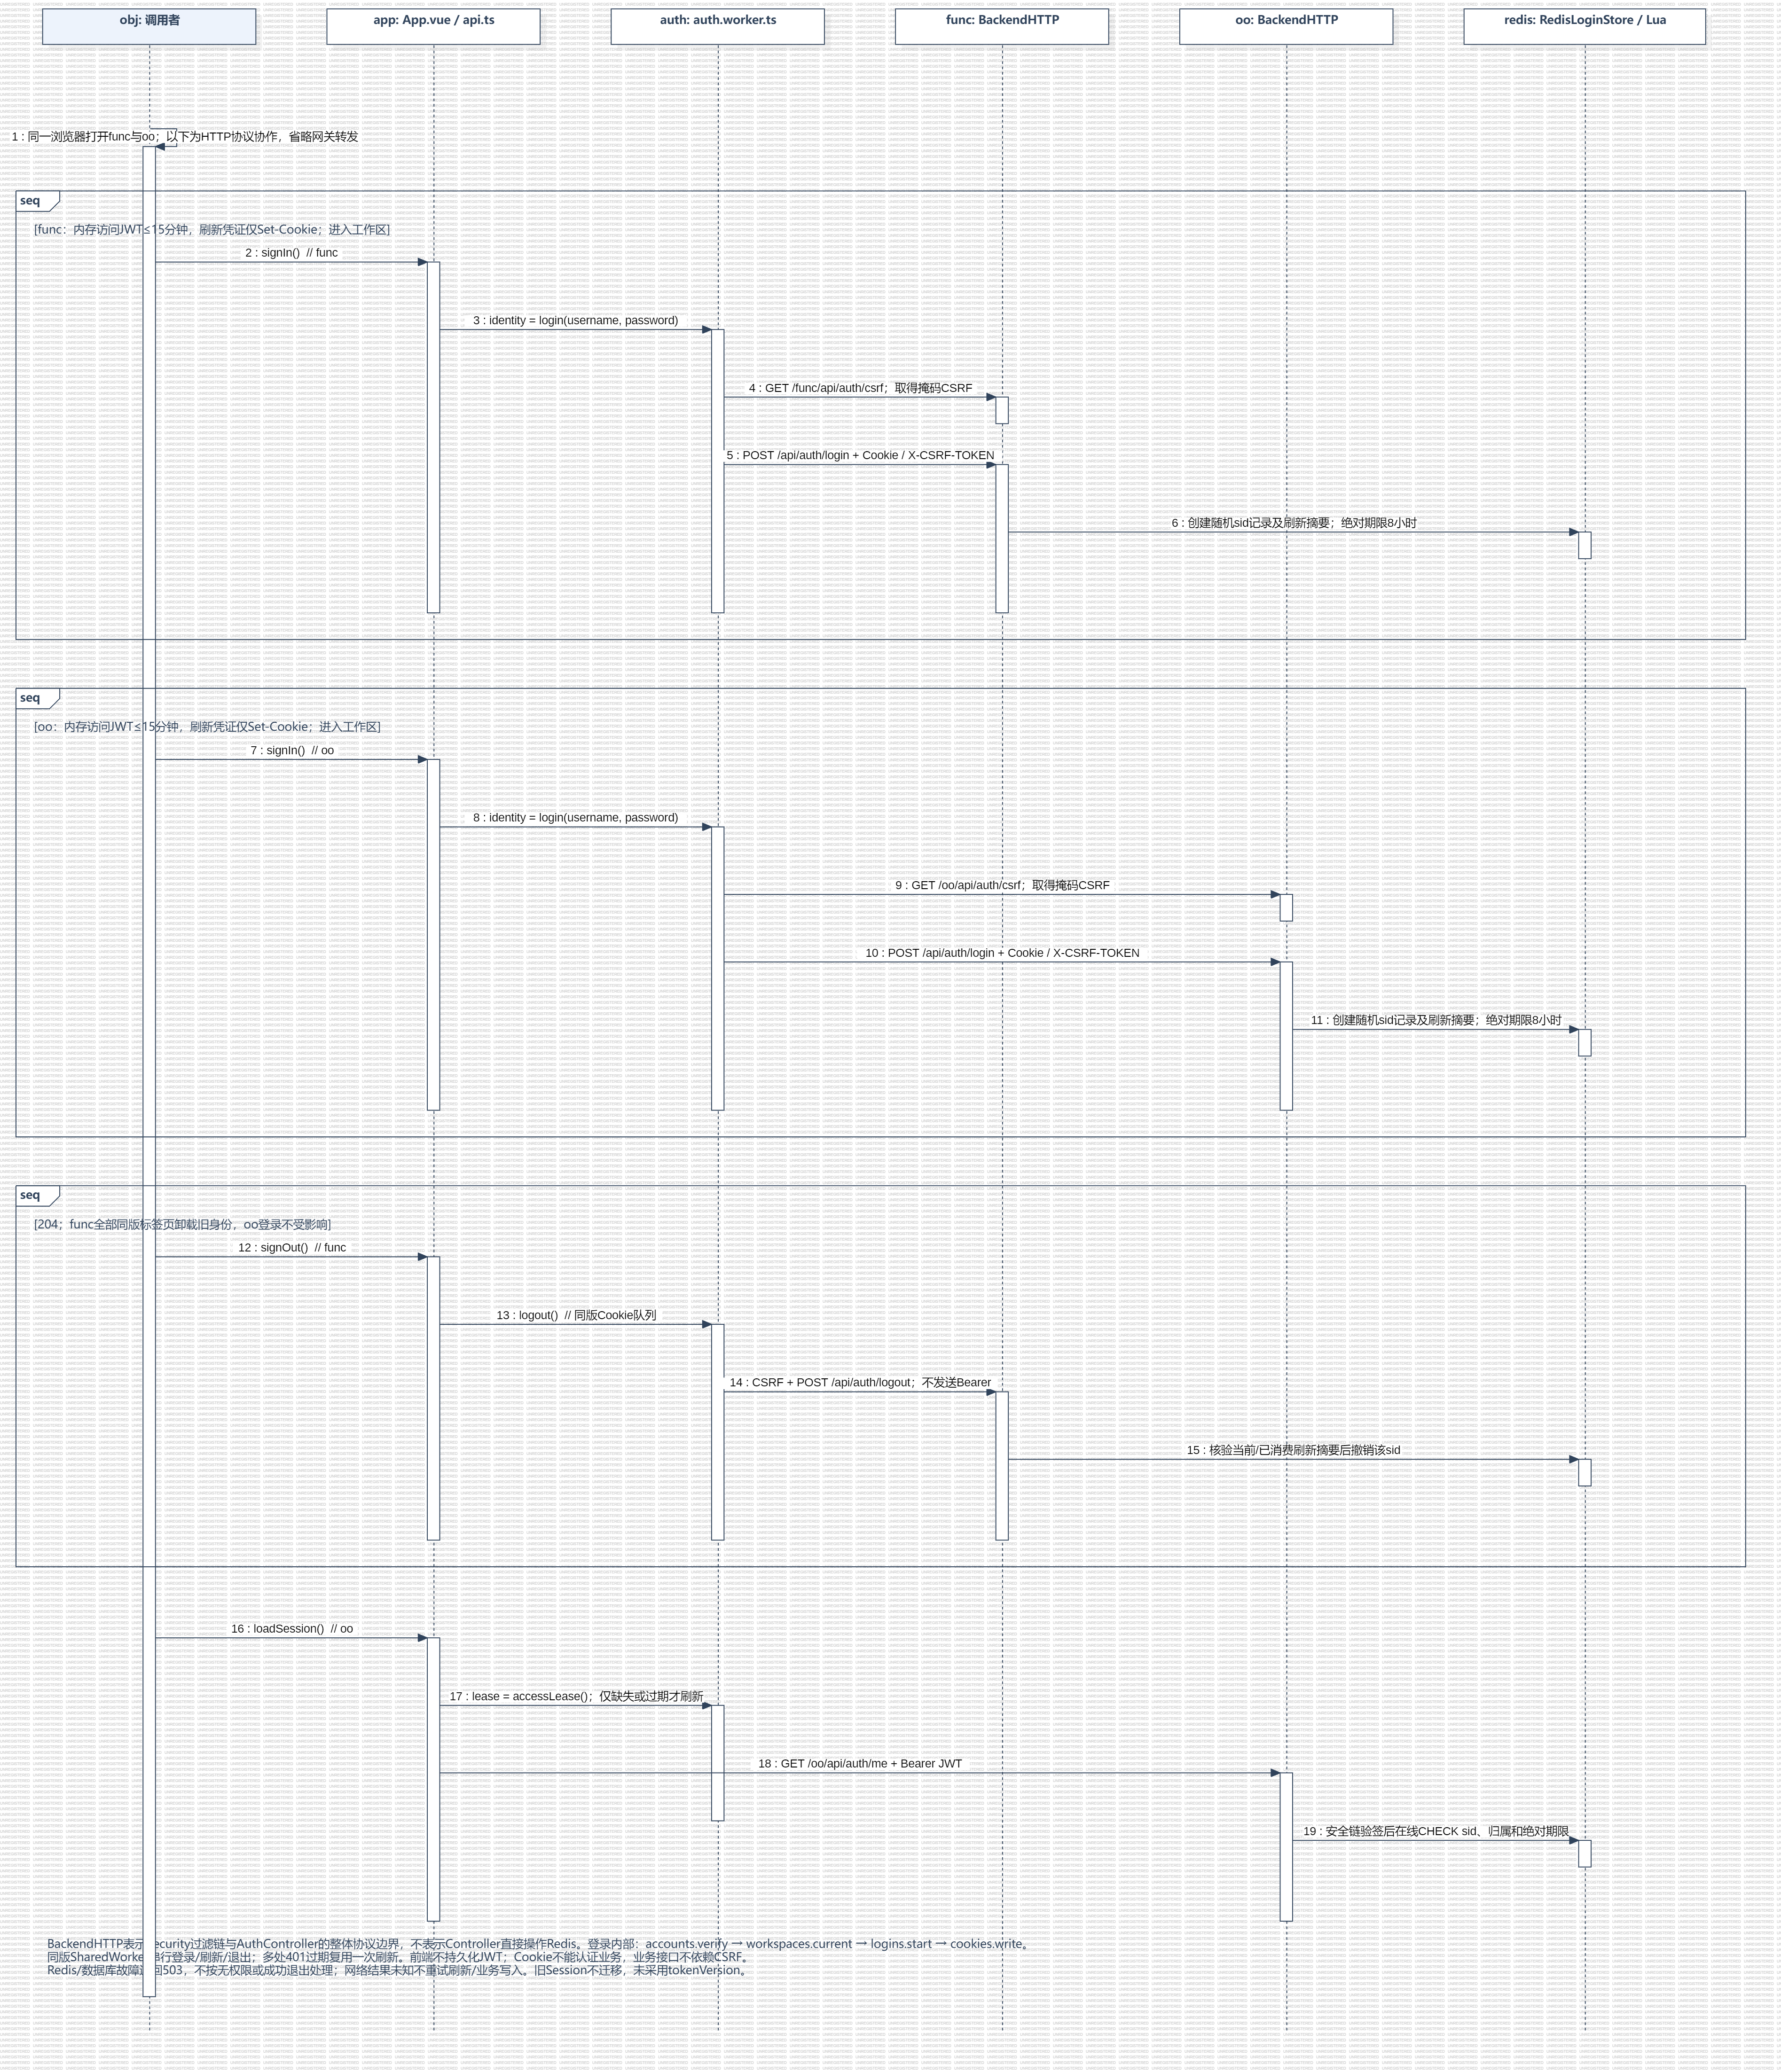 obj: 调用者
app: App.vue / api.ts
auth: auth.worker.ts
func: BackendHTTP
oo: BackendHTTP
redis: RedisLoginStore / Lua
1 : 同一浏览器打开func与oo；以下为HTTP协议协作，省略网关转发
seq
[func：内存访问JWT≤15分钟，刷新凭证仅Set-Cookie；进入工作区]
2 : signIn()  // func
3 : identity = login(username, password)
4 : GET /func/api/auth/csrf；取得掩码CSRF
5 : POST /api/auth/login + Cookie / X-CSRF-TOKEN
6 : 创建随机sid记录及刷新摘要；绝对期限8小时
seq
[oo：内存访问JWT≤15分钟，刷新凭证仅Set-Cookie；进入工作区]
7 : signIn()  // oo
8 : identity = login(username, password)
9 : GET /oo/api/auth/csrf；取得掩码CSRF
10 : POST /api/auth/login + Cookie / X-CSRF-TOKEN
11 : 创建随机sid记录及刷新摘要；绝对期限8小时
seq
[204；func全部同版标签页卸载旧身份，oo登录不受影响]
12 : signOut()  // func
13 : logout()  // 同版Cookie队列
14 : CSRF + POST /api/auth/logout；不发送Bearer
15 : 核验当前/已消费刷新摘要后撤销该sid
16 : loadSession()  // oo
17 : lease = accessLease()；仅缺失或过期才刷新
18 : GET /oo/api/auth/me + Bearer JWT
19 : 安全链验签后在线CHECK sid、归属和绝对期限
BackendHTTP表示Security过滤链与AuthController的整体协议边界，不表示Controller直接操作Redis。登录内部：accounts.verify → workspaces.current → logins.start → cookies.write。
同版SharedWorker串行登录/刷新/退出；多处401过期复用一次刷新。前端不持久化JWT；Cookie不能认证业务，业务接口不依赖CSRF。
Redis/数据库故障返回503，不按无权限或成功退出处理；网络结果未知不重试刷新/业务写入。旧Session不迁移，未采用tokenVersion。